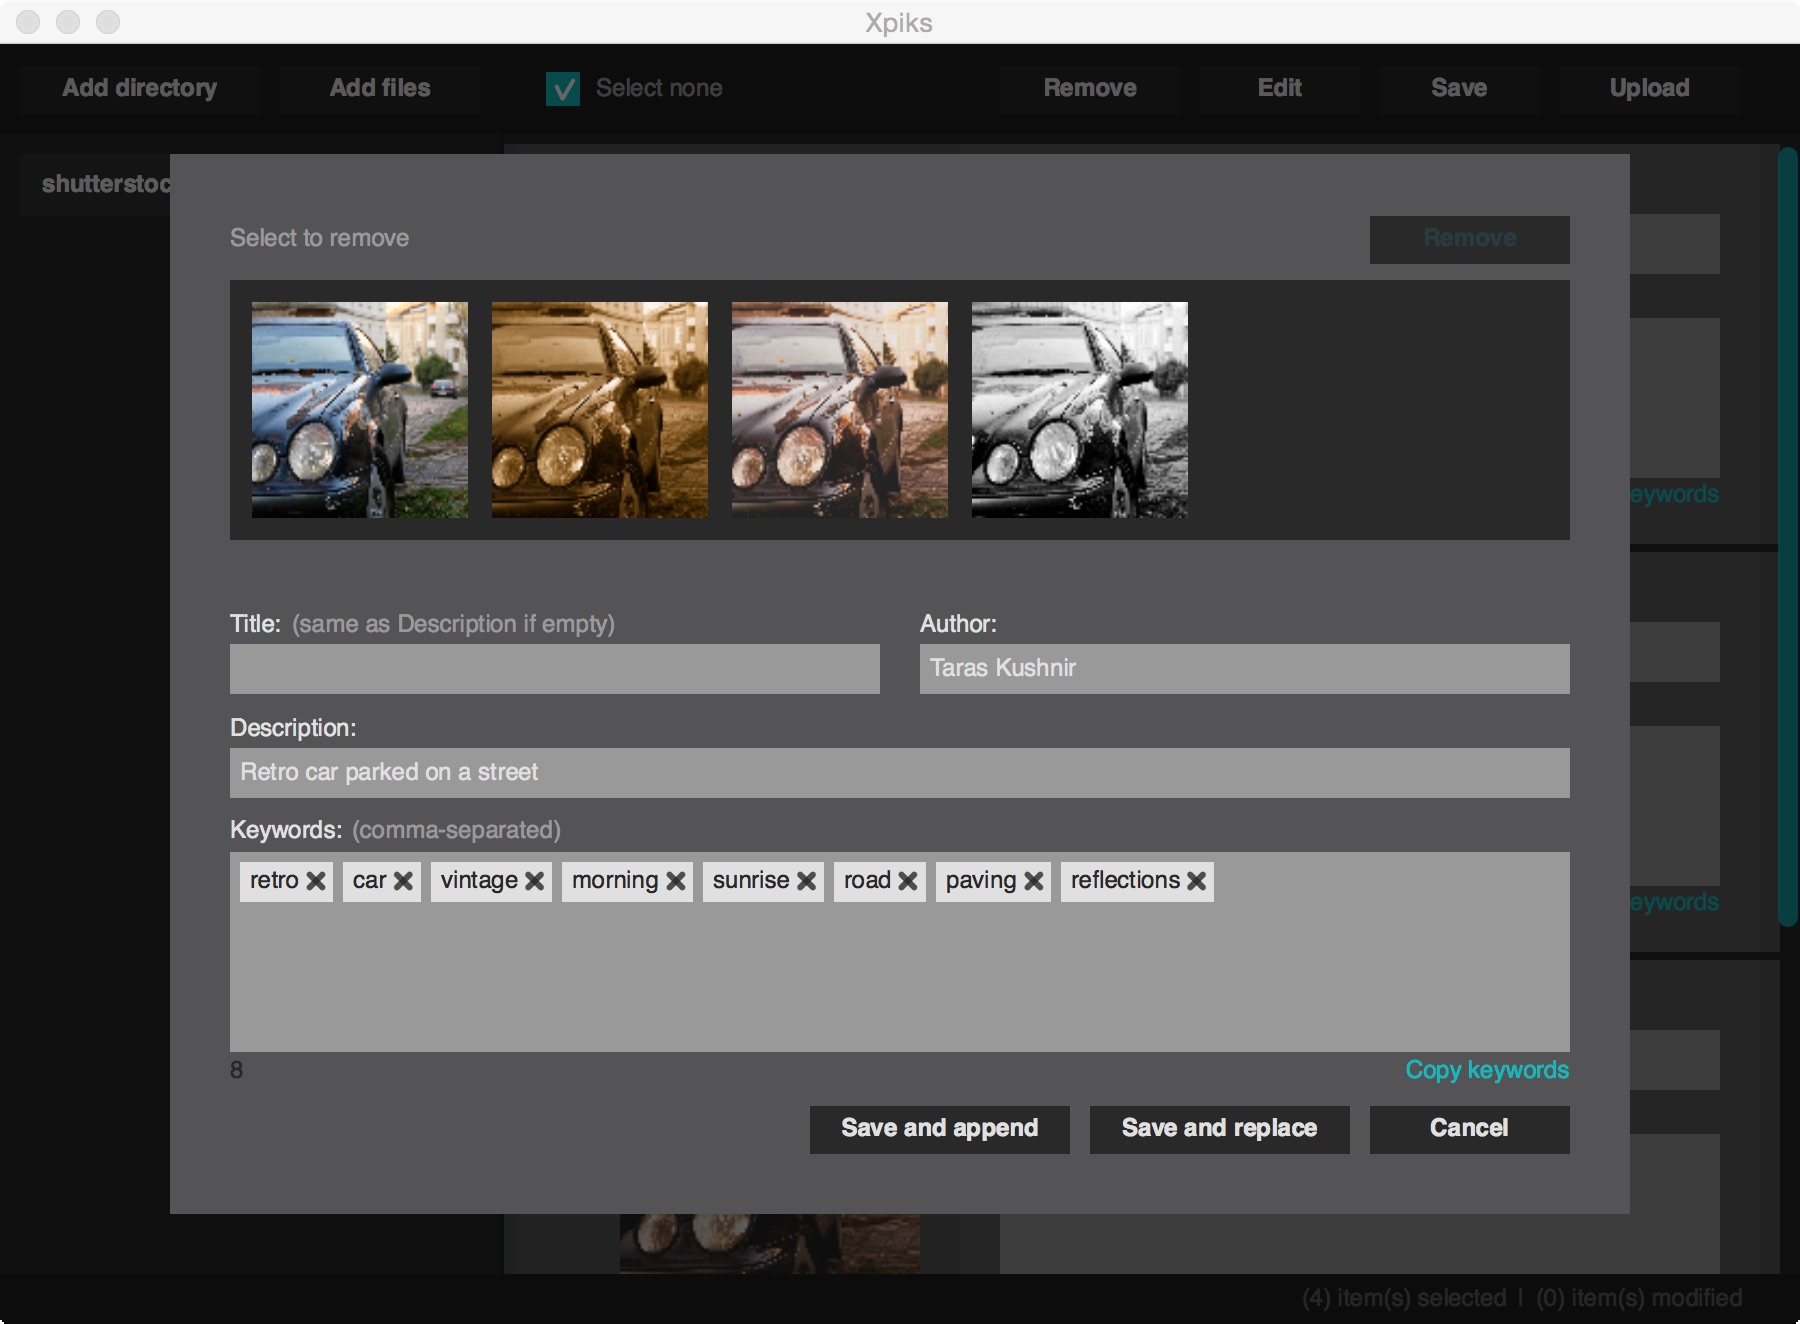 Xpiks
Add directory Add files Select none Remove Edit Save Upload
shutterstoc
Select to remove Remove
eywords
Title: (same as Description if empty) Author:
Taras Kushnir
Description:
Retro car parked on a street
Keywords: (comma-separated)
retro car vintage morning sunrise road paving reflections
eywords
8 Copy keywords
Save and append Save and replace Cancel
(4) item(s) selected | (0) item(s) modified